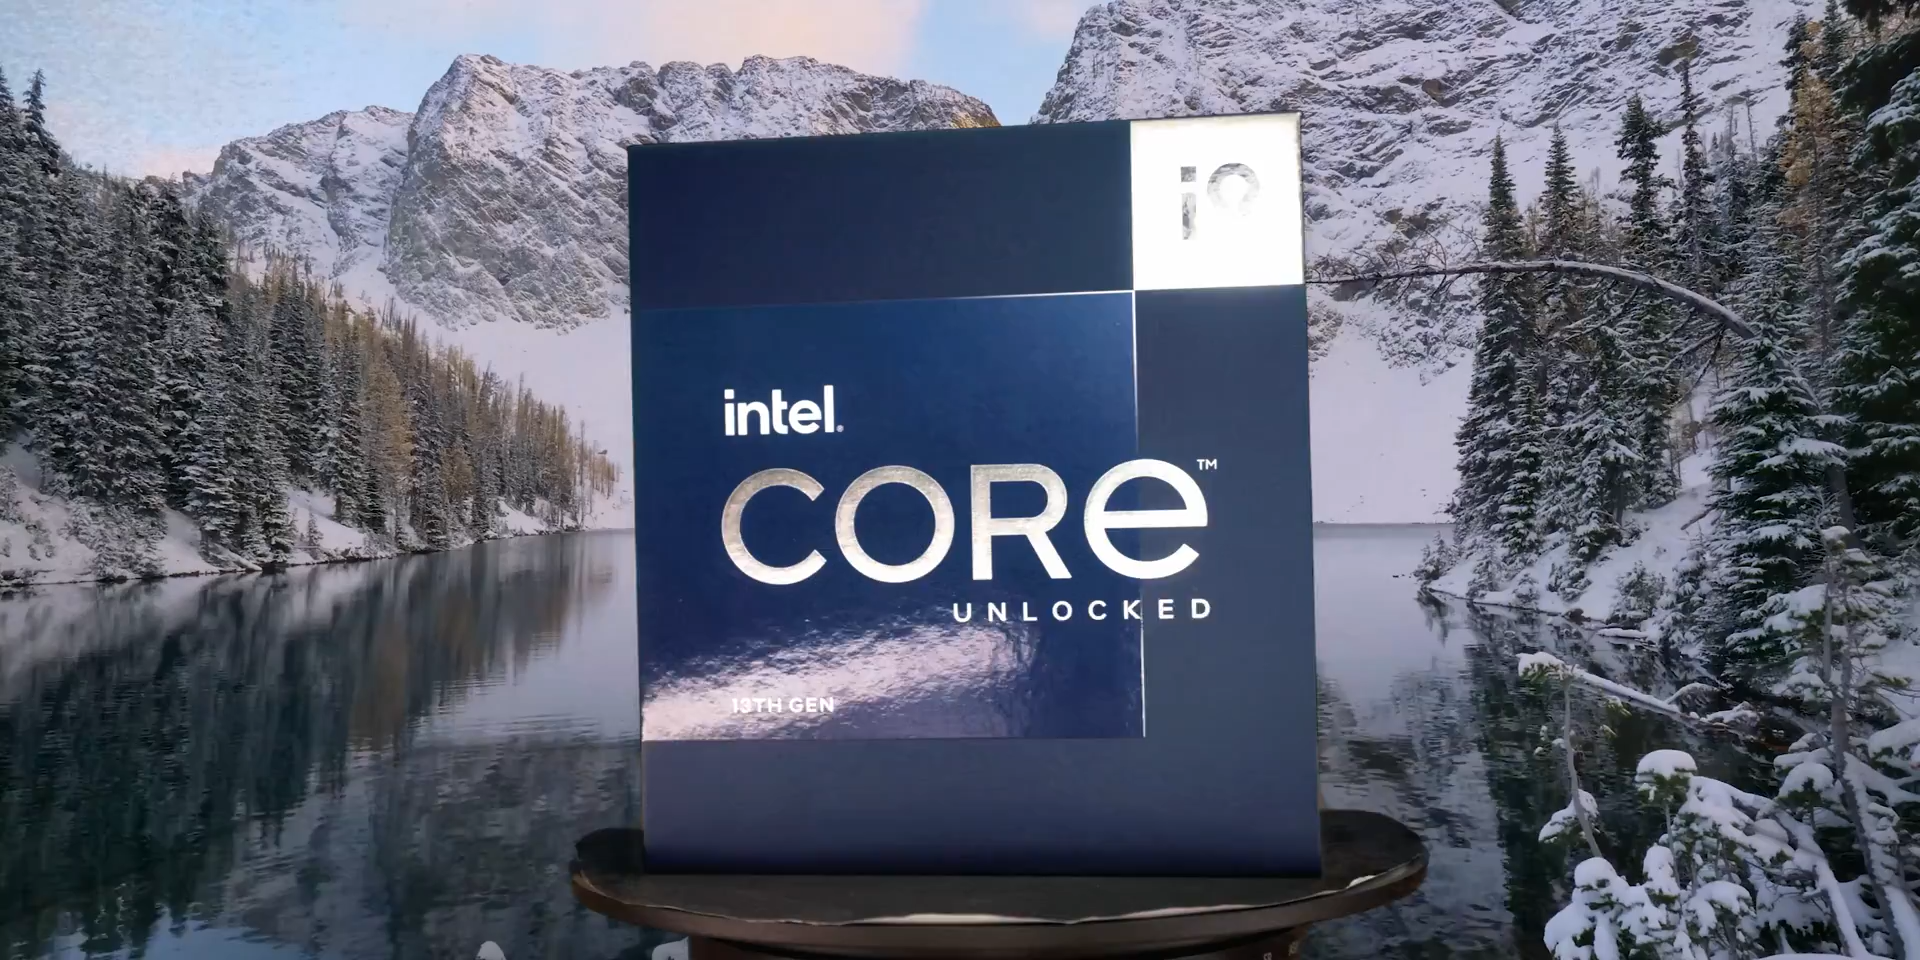 i9
intel.
CORE™
UNLOCKED
13TH GEN